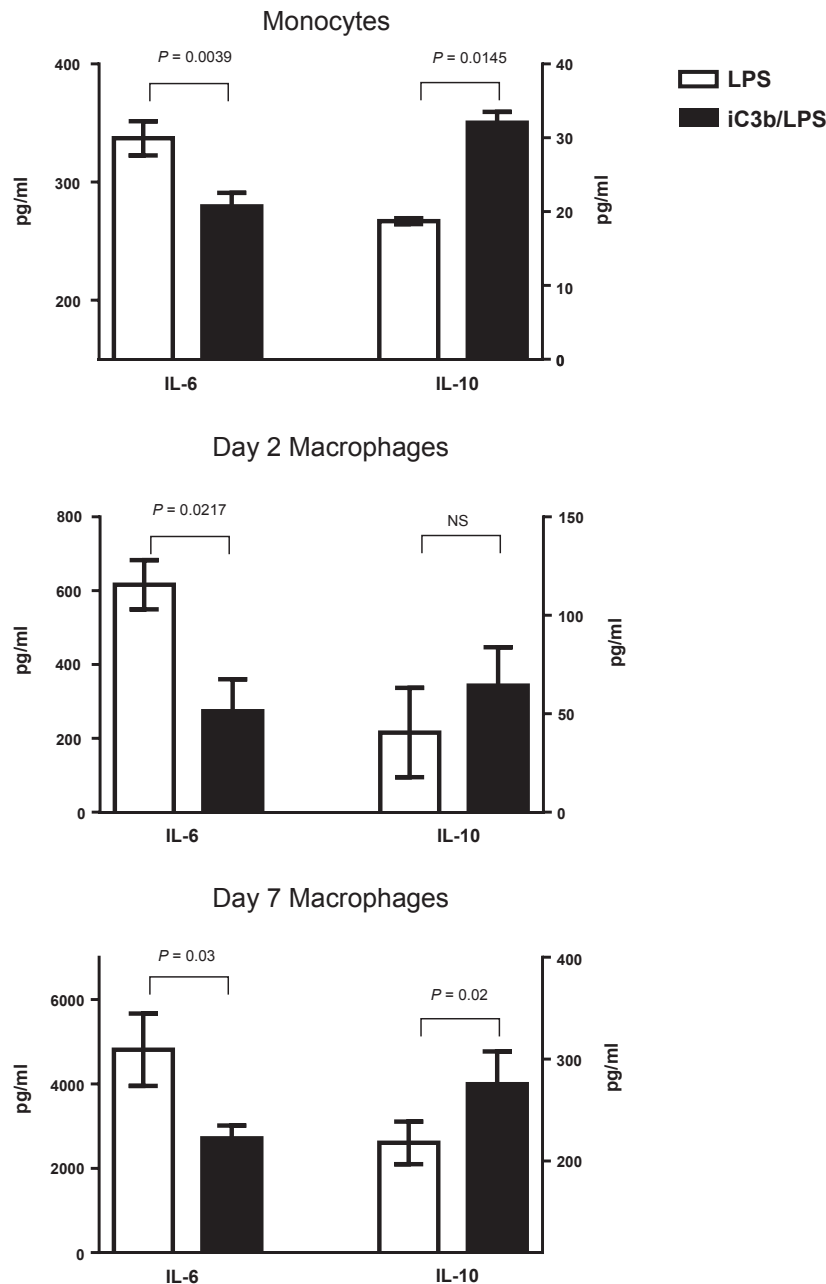 Monocytes
P = 0.0039
P = 0.0145
LPS
iC3b/LPS
400
300
200
pg/ml
40
30
20
10
0
pg/ml
IL-6
IL-10
Day 2 Macrophages
P = 0.0217
NS
800
600
400
200
0
pg/ml
150
100
50
0
pg/ml
IL-6
IL-10
Day 7 Macrophages
P = 0.03
P = 0.02
6000
4000
2000
0
pg/ml
400
300
200
pg/ml
IL-6
IL-10